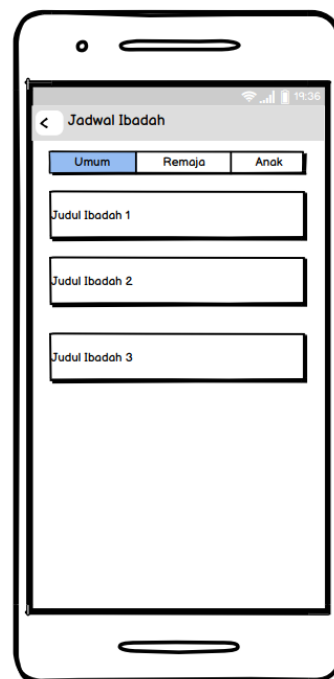 19:36
< Jadwal Ibadah
Umum Remaja Anak
Judul Ibadah 1
Judul Ibadah 2
Judul Ibadah 3